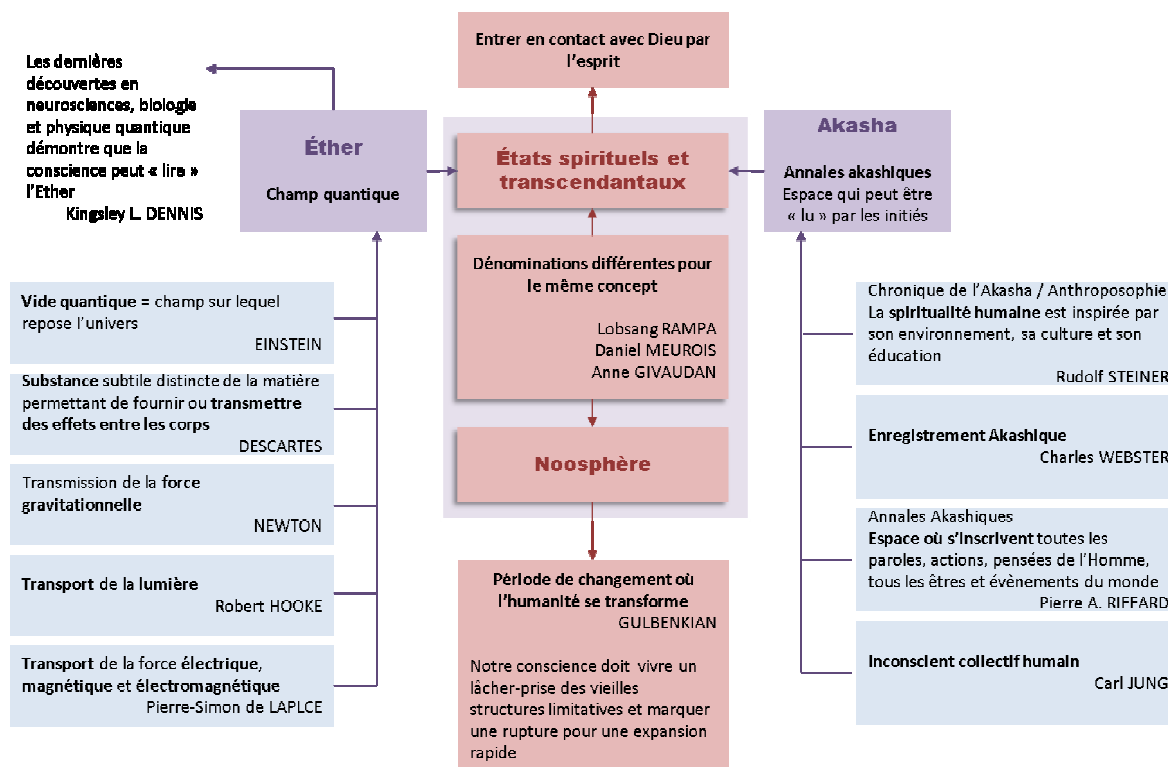 Entrer en contact avec Dieu par
l'esprit
Les dernières
découvertes en
neurosciences, biologie
et physique quantique
démontre que la
conscience peut « lire »
l'Ether
Kingsley L. DENNIS
Éther
Champ quantique
États spirituels et
transcendantaux
Akasha
Annales akashiques
Espace qui peut être
« lu » par les initiés
Dénominations différentes pour
le même concept
Lobsang RAMPA
Daniel MEUROIS
Anne GIVAUDAN
Noosphère
Période de changement où
l'humanité se transforme
GULBENKIAN
Notre conscience doit vivre un
lâcher-prise des vieilles
structures limitatives et marquer
une rupture pour une expansion
rapide
Vide quantique = champ sur lequel
repose l'univers
EINSTEIN
Substance subtile distincte de la matière
permettant de fournir ou transmettre
des effets entre les corps
DESCARTES
Transmission de la force
gravitationnelle
NEWTON
Transport de la lumière
Robert HOOKE
Transport de la force électrique,
magnétique et électromagnétique
Pierre-Simon de LAPLCE
Chronique de l'Akasha / Anthroposophie
La spiritualité humaine est inspirée par
son environnement, sa culture et son
éducation
Rudolf STEINER
Enregistrement Akashique
Charles WEBSTER
Annales Akashiques
Espace où s'inscrivent toutes les
paroles, actions, pensées de l'Homme,
tous les êtres et évènements du monde
Pierre A. RIFFARD
Inconscient collectif humain
Carl JUNG